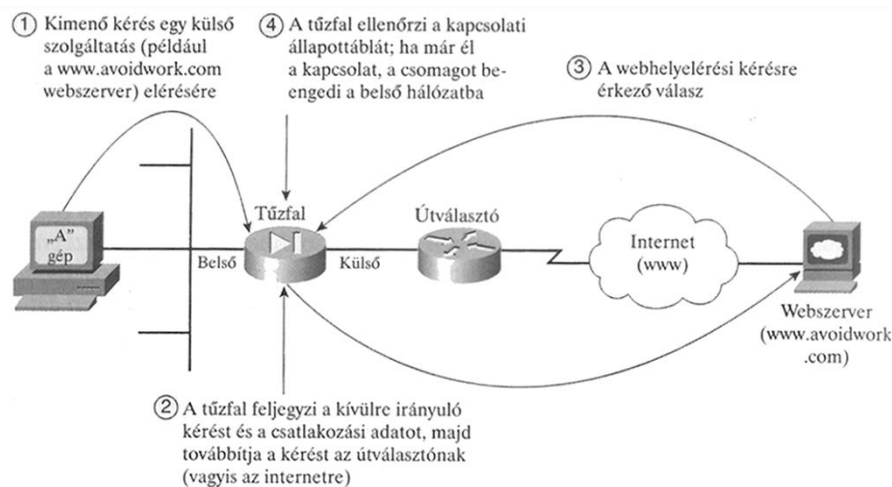 ① Kimenő kérés egy külső
szolgáltatás (például
a www.avoidwork.com
webszerver) elérésére
④ A tűzfal ellenőrzi a kapcsolati
állapottáblát; ha már él
a kapcsolat, a csomagot be-
engedi a belső hálózatba
③ A webhelyelérési kérésre
érkező válasz
„A”
gép
Belső
Tűzfal
Külső
Útválasztó
Internet
(www)
Webszerver
(www.avoidwork
.com)
② A tűzfal feljegyzi a kívülre irányuló
kérést és a csatlakozási adatot, majd
továbbítja a kérést az útválasztónak
(vagyis az internetre)